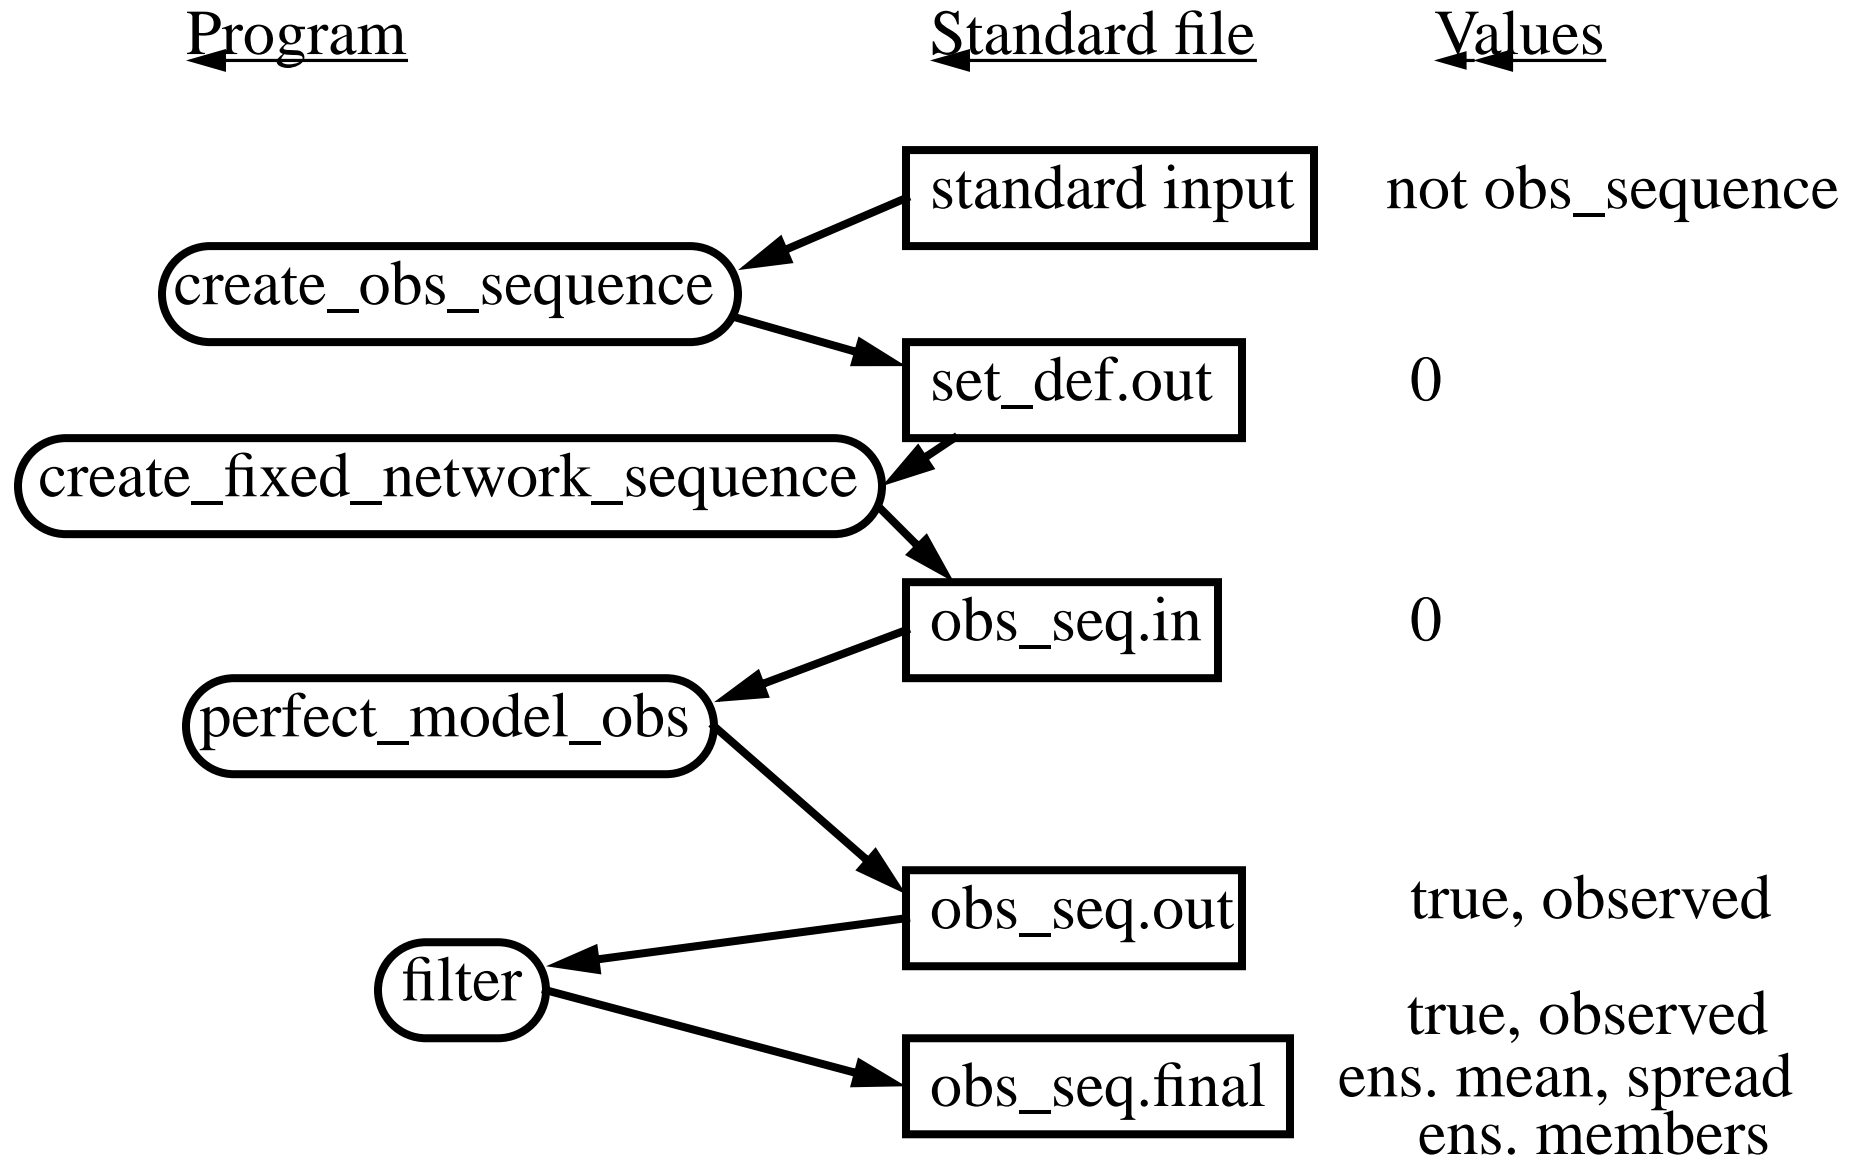 Program Standard file Values
standard input not obs_sequence
create_obs_sequence
set_def.out 0
create_fixed_network_sequence
obs_seq.in 0
perfect_model_obs
obs_seq.out true, observed
filter
true, observed
obs_seq.final ens. mean, spread
ens. members